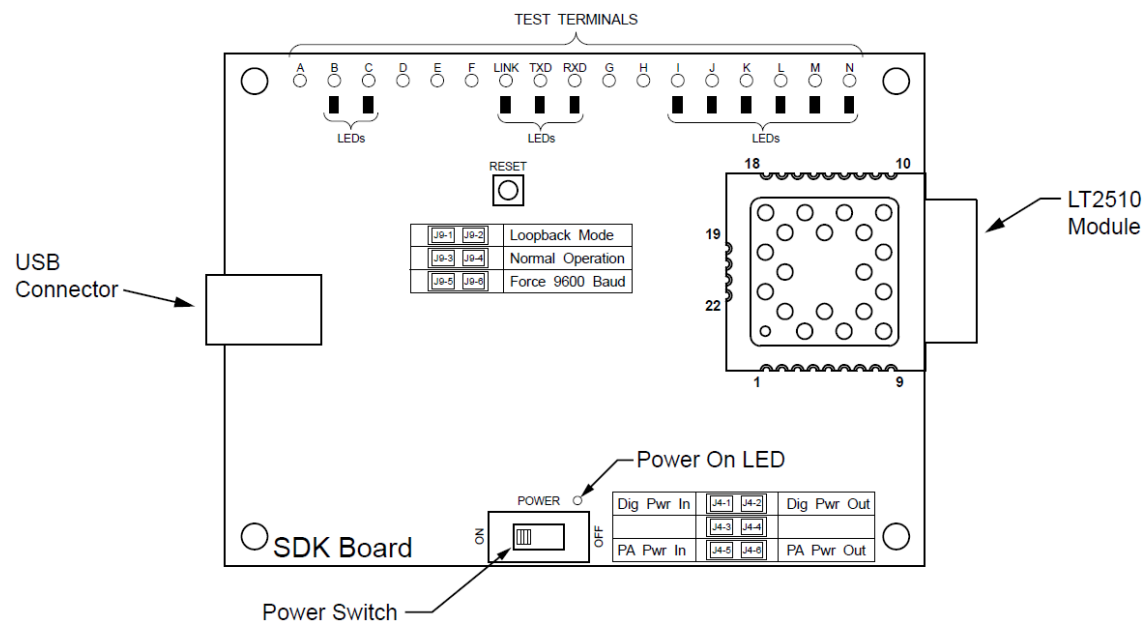 TEST TERMINALS
A B C D E F LINK TXD RXD G H I J K L M N
LEDs LEDs LEDs
RESET
18 10
LT2510
Module
J9-1 J9-2 Loopback Mode
J9-3 J9-4 Normal Operation
J9-5 J9-6 Force 9600 Baud
19
22
USB
Connector
1 9
Power On LED
POWER
ON OFF
Dig Pwr In J4-1 J4-2 Dig Pwr Out
J4-3 J4-4
PA Pwr In J4-5 J4-6 PA Pwr Out
SDK Board
Power Switch